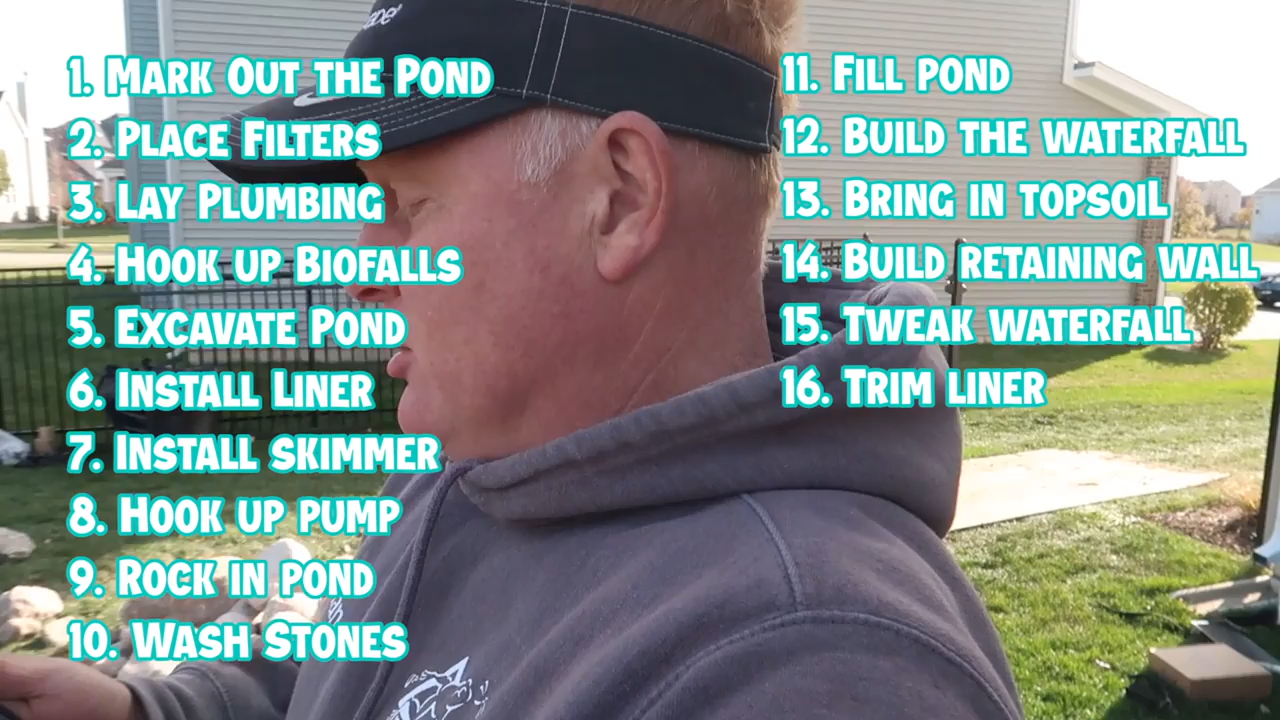 1. Mark Out the Pond
2. Place Filters
3. Lay Plumbing
4. Hook up Biofalls
5. Excavate Pond
6. Install Liner
7. Install skimmer
8. Hook up pump
9. Rock in pond
10. Wash Stones
11. Fill pond
12. Build the waterfall
13. Bring in topsoil
14. Build retaining wall
15. Tweak waterfall
16. Trim liner